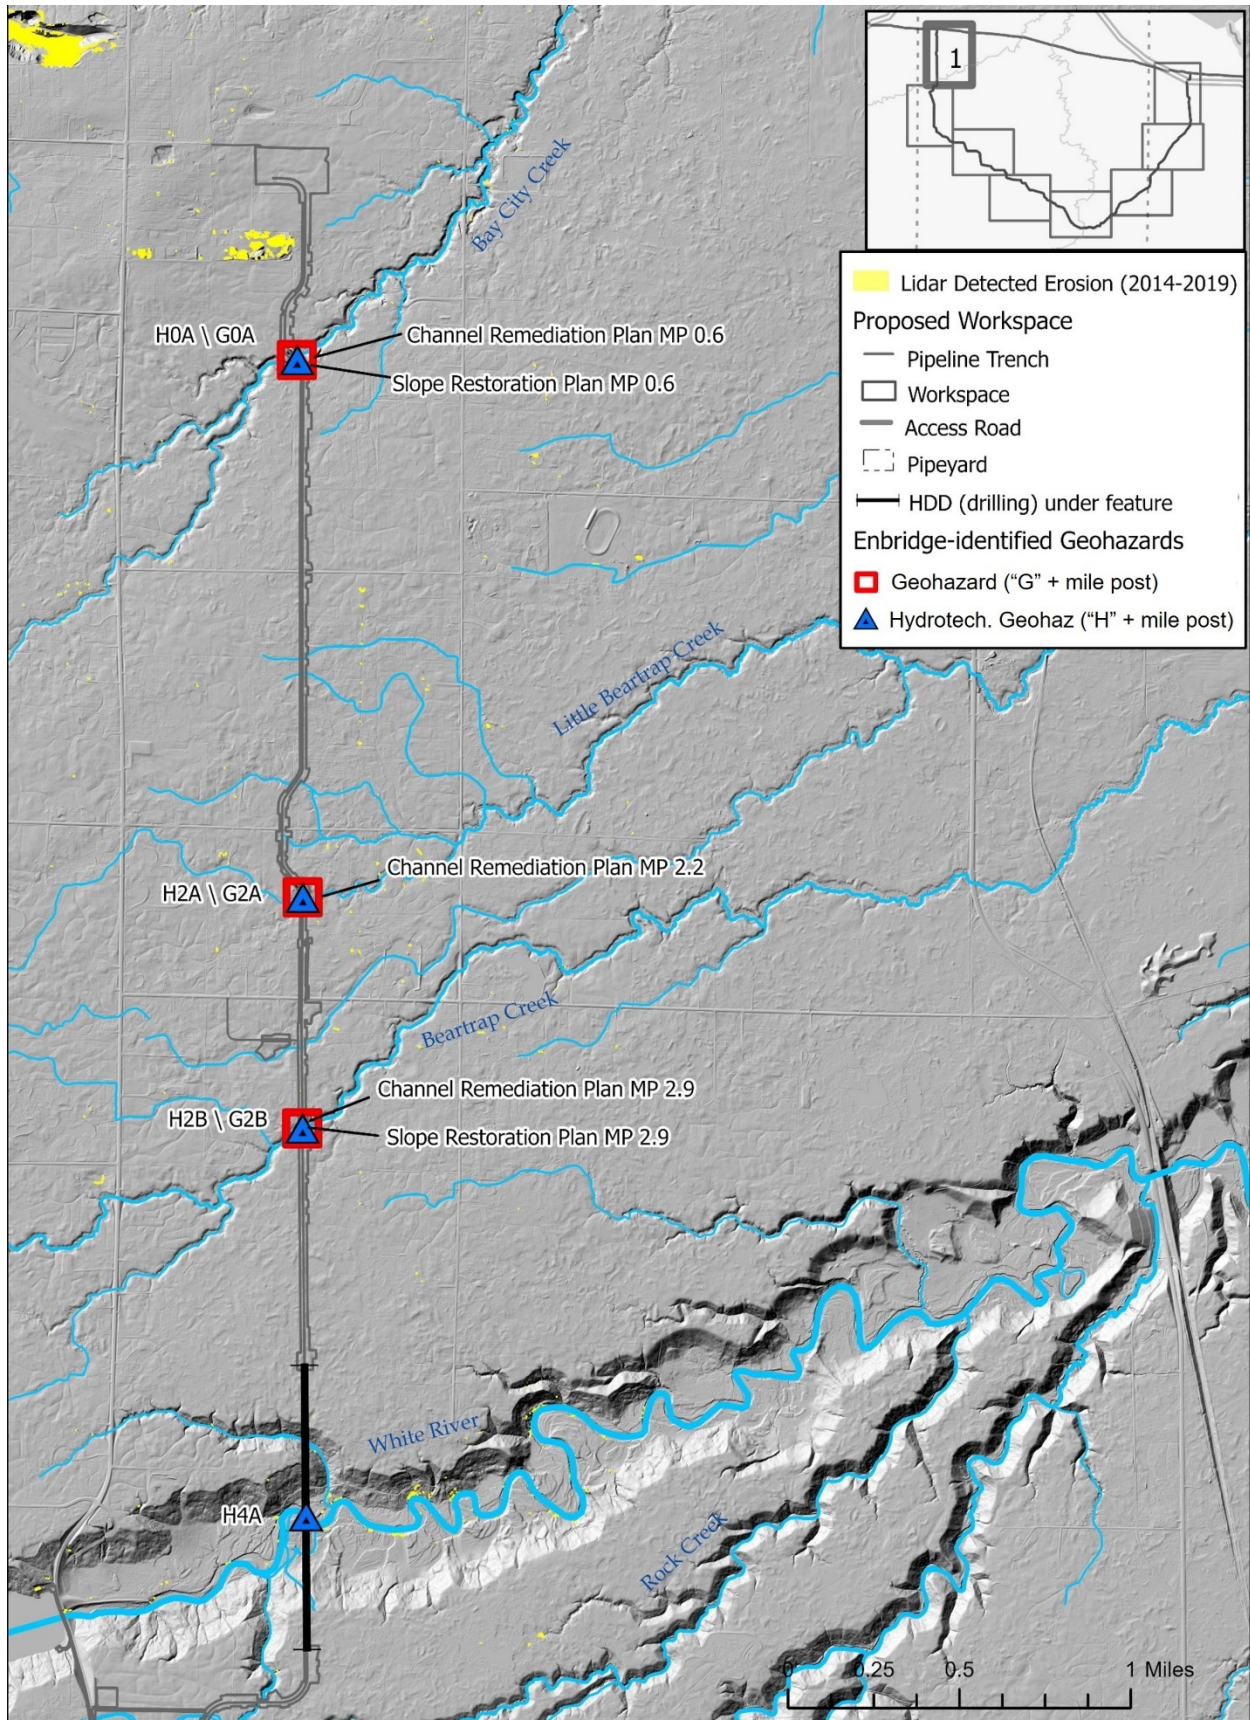 1
Lidar Detected Erosion (2014-2019)
Proposed Workspace
Pipeline Trench
Workspace
Access Road
Pipeyard
HDD (drilling) under feature
Enbridge-identified Geohazards
Geohazard (“G” + mile post)
Hydrotech. Geohaz (“H” + mile post)
Bay City Creek
H0A \ G0A
Channel Remediation Plan MP 0.6
Slope Restoration Plan MP 0.6
Little Beartrap Creek
Channel Remediation Plan MP 2.2
H2A \ G2A
Beartrap Creek
Channel Remediation Plan MP 2.9
H2B \ G2B
Slope Restoration Plan MP 2.9
White River
H4A
Rock Creek
0 0.25 0.5 1 Miles